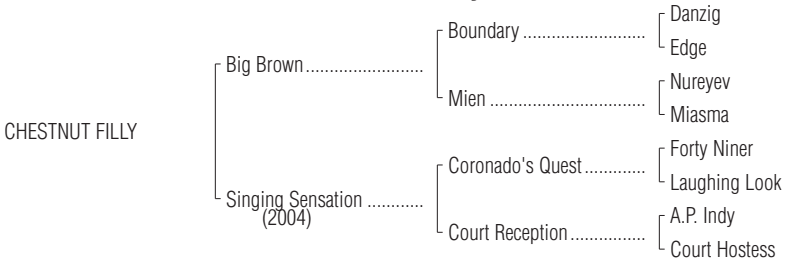 Danzig
Boundary ..........................
Edge
Big Brown.........................
Nureyev
Mien .................................
Miasma
CHESTNUT FILLY
Forty Niner
Coronado's Quest.............
Laughing Look
Singing Sensation ............
(2004)
A.P. Indy
Court Reception................
Court Hostess